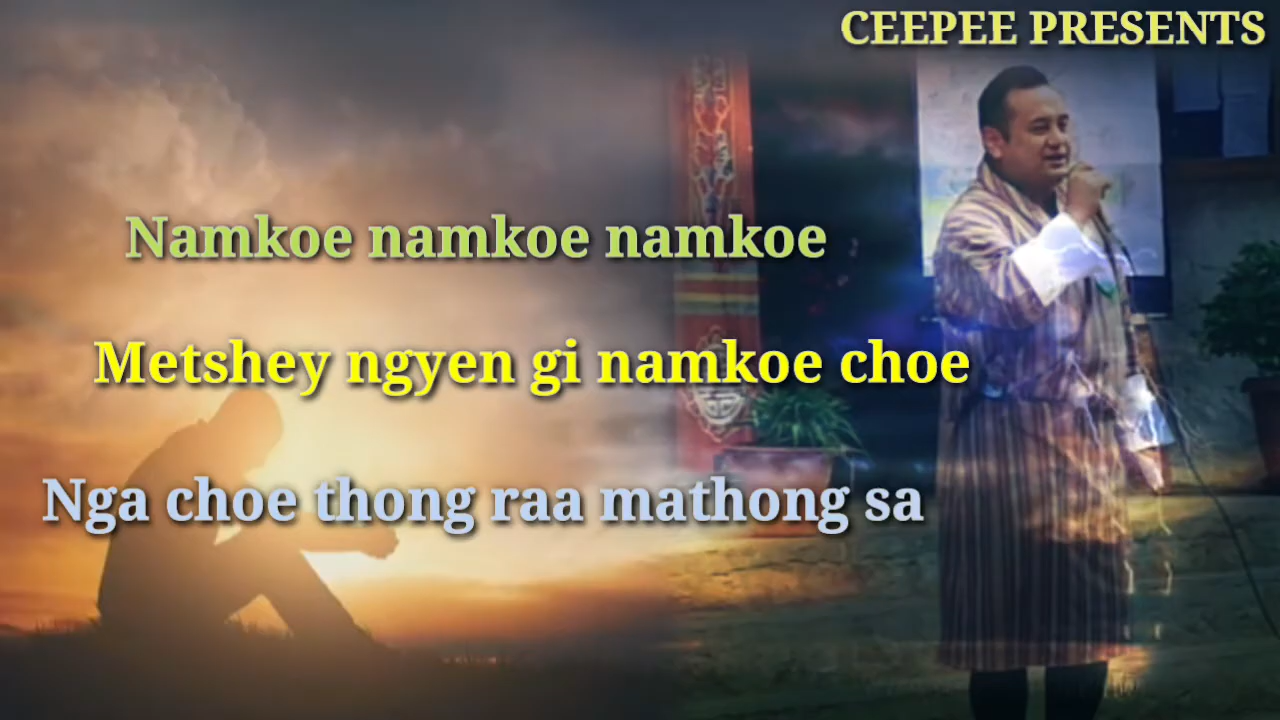 CEEPEE PRESENTS
Namkoe namkoe namkoe
Metshey ngyen gi namkoe choe
Nga choe thong raa mathong sa